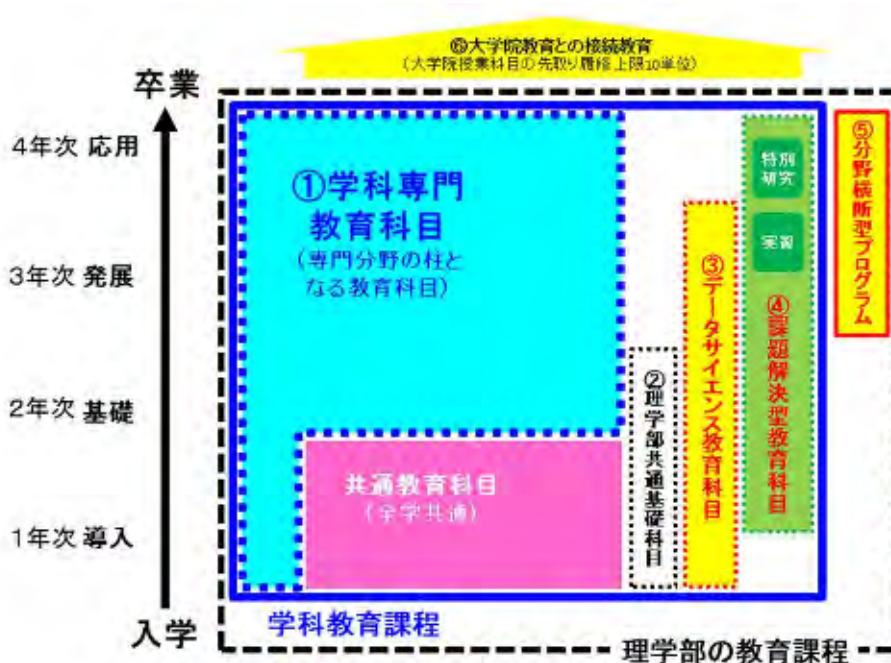 ⑥大学院教育との接続教育
(大学院授業科目の先取り履修上限10単位)
卒業
4年次 応用
3年次 発展
2年次 基礎
1年次 導入
入学
①学科専門
教育科目
(専門分野の柱と
なる教育科目)
共通教育科目
(全学共通)
②理学部共通基礎科目
③データサイエンス教育科目
特別
研究
実習
④課題解決型教育科目
⑤分野横断型プログラム
学科教育課程
理学部の教育課程